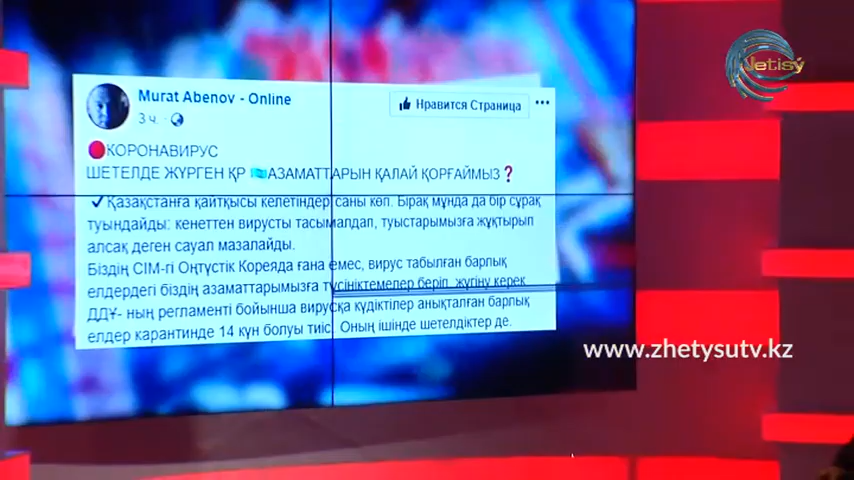 Jetisý
Murat Abenov - Online
3 ч.
Нравится Страница
КОРОНАВИРУС
ШЕТЕЛДЕ ЖҮРГЕН ҚР АЗАМАТТАРЫН ҚАЛАЙ ҚОРҒАЙМЫЗ❓
✔Қазақстанға қайтқысы келетіндер саны көп. Бірақ мұнда да бір сұрақ
туындайды: кенеттен вирусты тасымалдап, туыстарымызға жұқтырып
алсақ деген сауал мазалайды.
Біздің СІМ-гі Оңтүстік Кореяда ғана емес, вирус табылған барлық
елдердегі біздің азаматтарымызға түсініктемелер беріп, жүгіну керек
ДДҰ- ның регламенті бойынша вирусқа күдіктілер анықталған барлық
елдер карантинде 14 күн болуы тиіс. Оның ішінде шетелдіктер де.
www.zhetysutv.kz